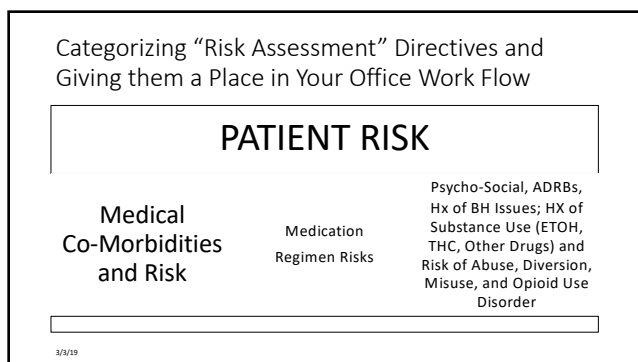 Categorizing “Risk Assessment” Directives and
Giving them a Place in Your Office Work Flow
PATIENT RISK
Medical
Co-Morbidities
and Risk
Medication
Regimen Risks
Psycho-Social, ADRBs,
Hx of BH Issues; HX of
Substance Use (ETOH,
THC, Other Drugs) and
Risk of Abuse, Diversion,
Misuse, and Opioid Use
Disorder
3/3/19